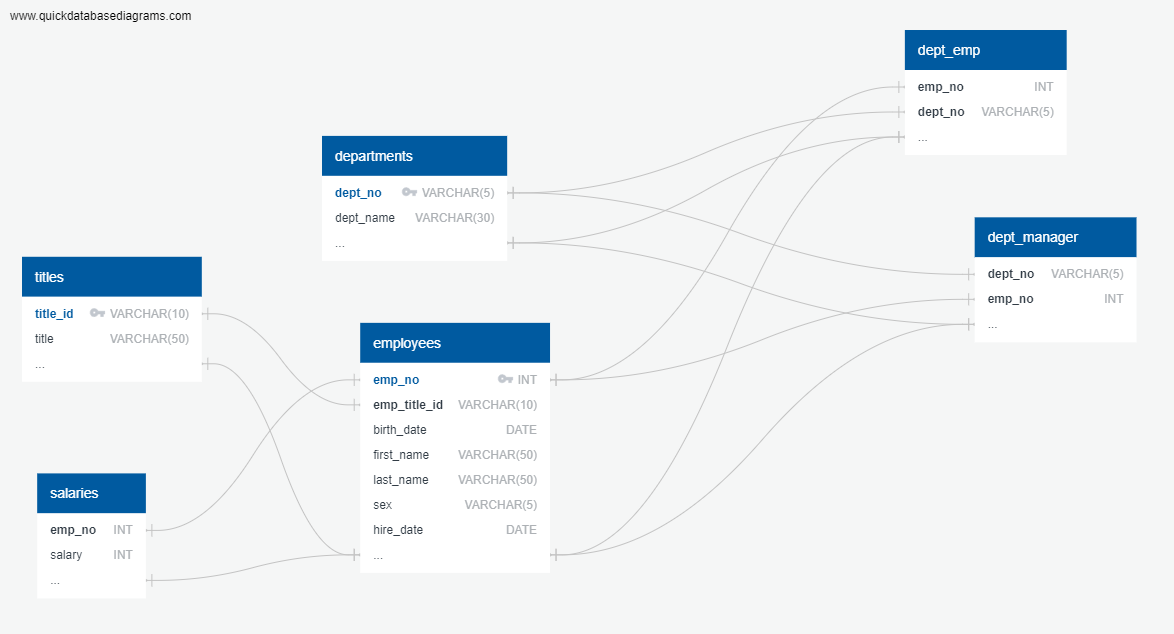 www.quickdatabasediagrams.com
dept_emp
emp_no INT
dept_no VARCHAR(5)
...
departments
dept_no VARCHAR(5)
dept_name VARCHAR(30)
...
dept_manager
dept_no VARCHAR(5)
emp_no INT
...
titles
title_id VARCHAR(10)
title VARCHAR(50)
...
employees
emp_no INT
emp_title_id VARCHAR(10)
birth_date DATE
first_name VARCHAR(50)
last_name VARCHAR(50)
sex VARCHAR(5)
hire_date DATE
...
salaries
emp_no INT
salary INT
...